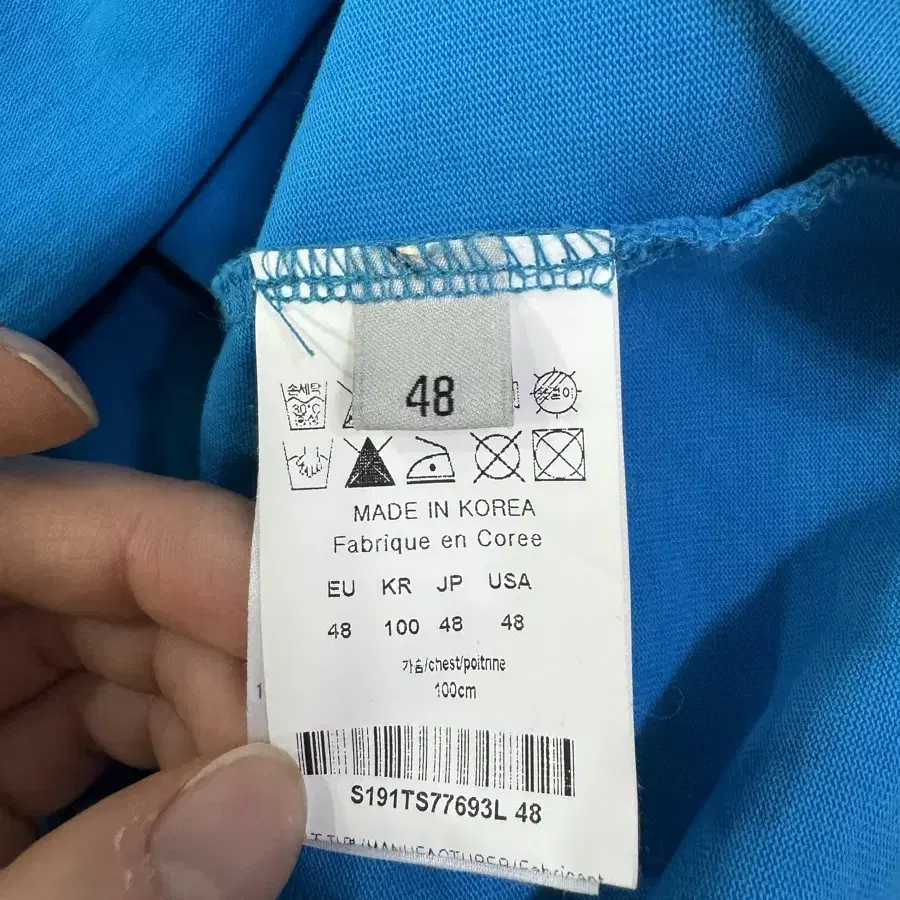 48
손세탁
30°C
중성
MADE IN KOREA
Fabrique en Coree
EU KR JP USA
48 100 48 48
가슴/chest/poitnne
100cm
S191TS77693L 48